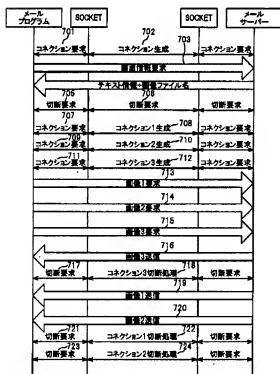 メール
プログラム
SOCKET
SOCKET
メール
サーバー
701
702
コネクション要求
コネクション生成
コネクション要求
703
画面情報要求
テキスト情報+画像ファイル名
705
706
切断要求
切断要求
切断要求
707
コネクション要求
コネクション1生成
708
コネクション要求
709
コネクション要求
コネクション2生成
710
コネクション要求
711
コネクション要求
コネクション3生成
712
コネクション要求
713
画像1要求
714
画像2要求
715
画像3要求
716
画像3送信
717
切断要求
コネクション3切断処理
718
切断要求
719
画像1送信
720
画像2送信
721
切断要求
コネクション1切断処理
722
切断要求
723
切断要求
コネクション2切断処理
724
切断要求